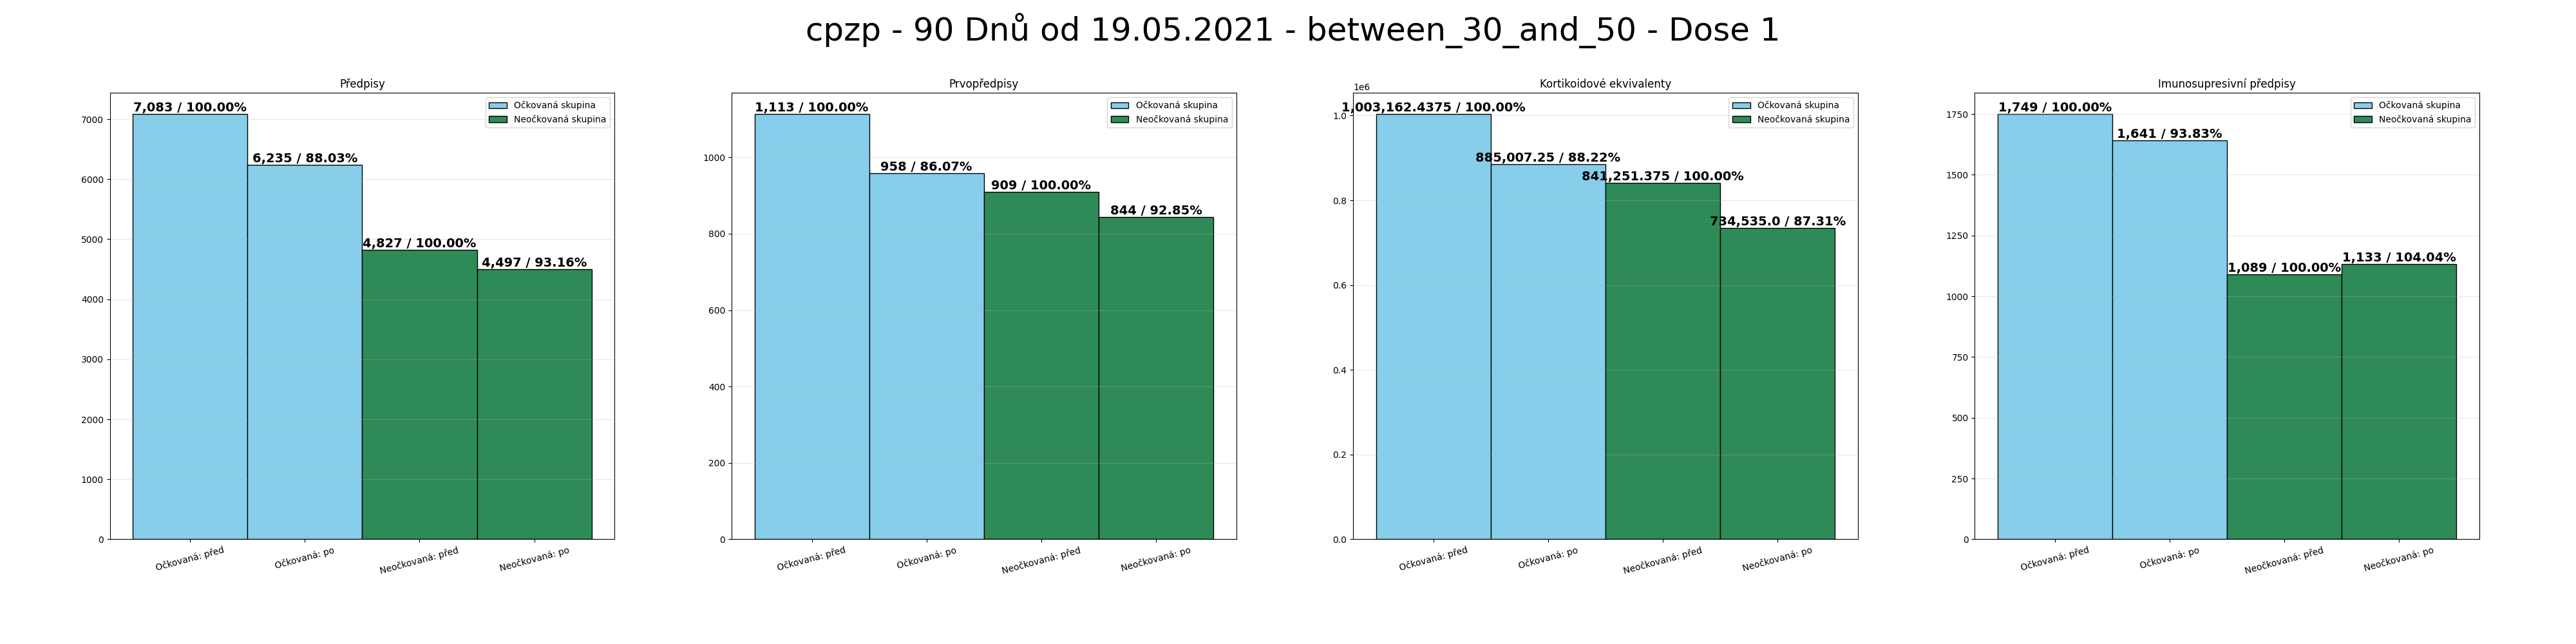 cpzp - 90 Dnů od 19.05.2021 - between_30_and_50 - Dose 1
Předpisy
7,083 / 100.00%
6,235 / 88.03%
4,827 / 100.00%
4,497 / 93.16%
Očkovaná skupina
Neočkovaná skupina
7000
6000
5000
4000
3000
2000
1000
0
Očkovaná: před
Očkovaná: po
Neočkovaná: před
Neočkovaná: po
Prvopředpisy
1,113 / 100.00%
958 / 86.07%
909 / 100.00%
844 / 92.85%
Očkovaná skupina
Neočkovaná skupina
1000
800
600
400
200
0
Očkovaná: před
Očkovaná: po
Neočkovaná: před
Neočkovaná: po
Kortikoidové ekvivalenty
1e6
1,003,162.4375 / 100.00%
885,007.25 / 88.22%
841,251.375 / 100.00%
734,535.0 / 87.31%
Očkovaná skupina
Neočkovaná skupina
1.0
0.8
0.6
0.4
0.2
0.0
Očkovaná: před
Očkovaná: po
Neočkovaná: před
Neočkovaná: po
Imunosupresivní předpisy
1,749 / 100.00%
1,641 / 93.83%
1,089 / 100.00%
1,133 / 104.04%
Očkovaná skupina
Neočkovaná skupina
1750
1500
1250
1000
750
500
250
0
Očkovaná: před
Očkovaná: po
Neočkovaná: před
Neočkovaná: po